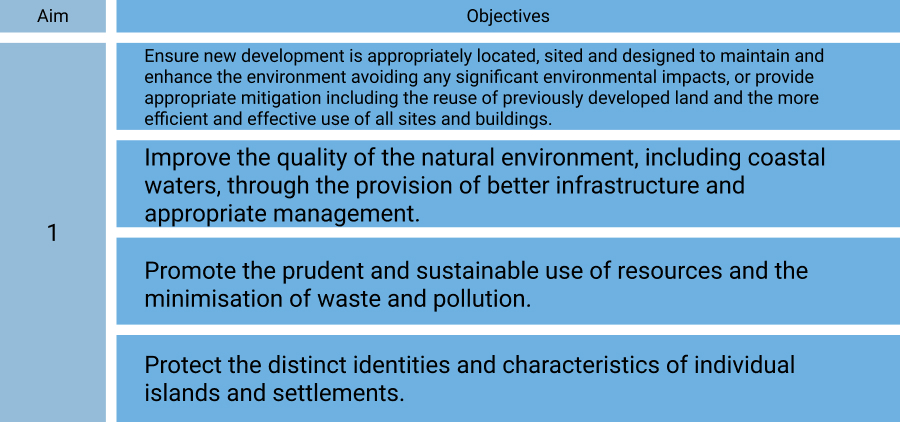 Aim
Objectives
1
Ensure new development is appropriately located, sited and designed to maintain and
enhance the environment avoiding any significant environmental impacts, or provide
appropriate mitigation including the reuse of previously developed land and the more
efficient and effective use of all sites and buildings.
Improve the quality of the natural environment, including coastal
waters, through the provision of better infrastructure and
appropriate management.
Promote the prudent and sustainable use of resources and the
minimisation of waste and pollution.
Protect the distinct identities and characteristics of individual
islands and settlements.